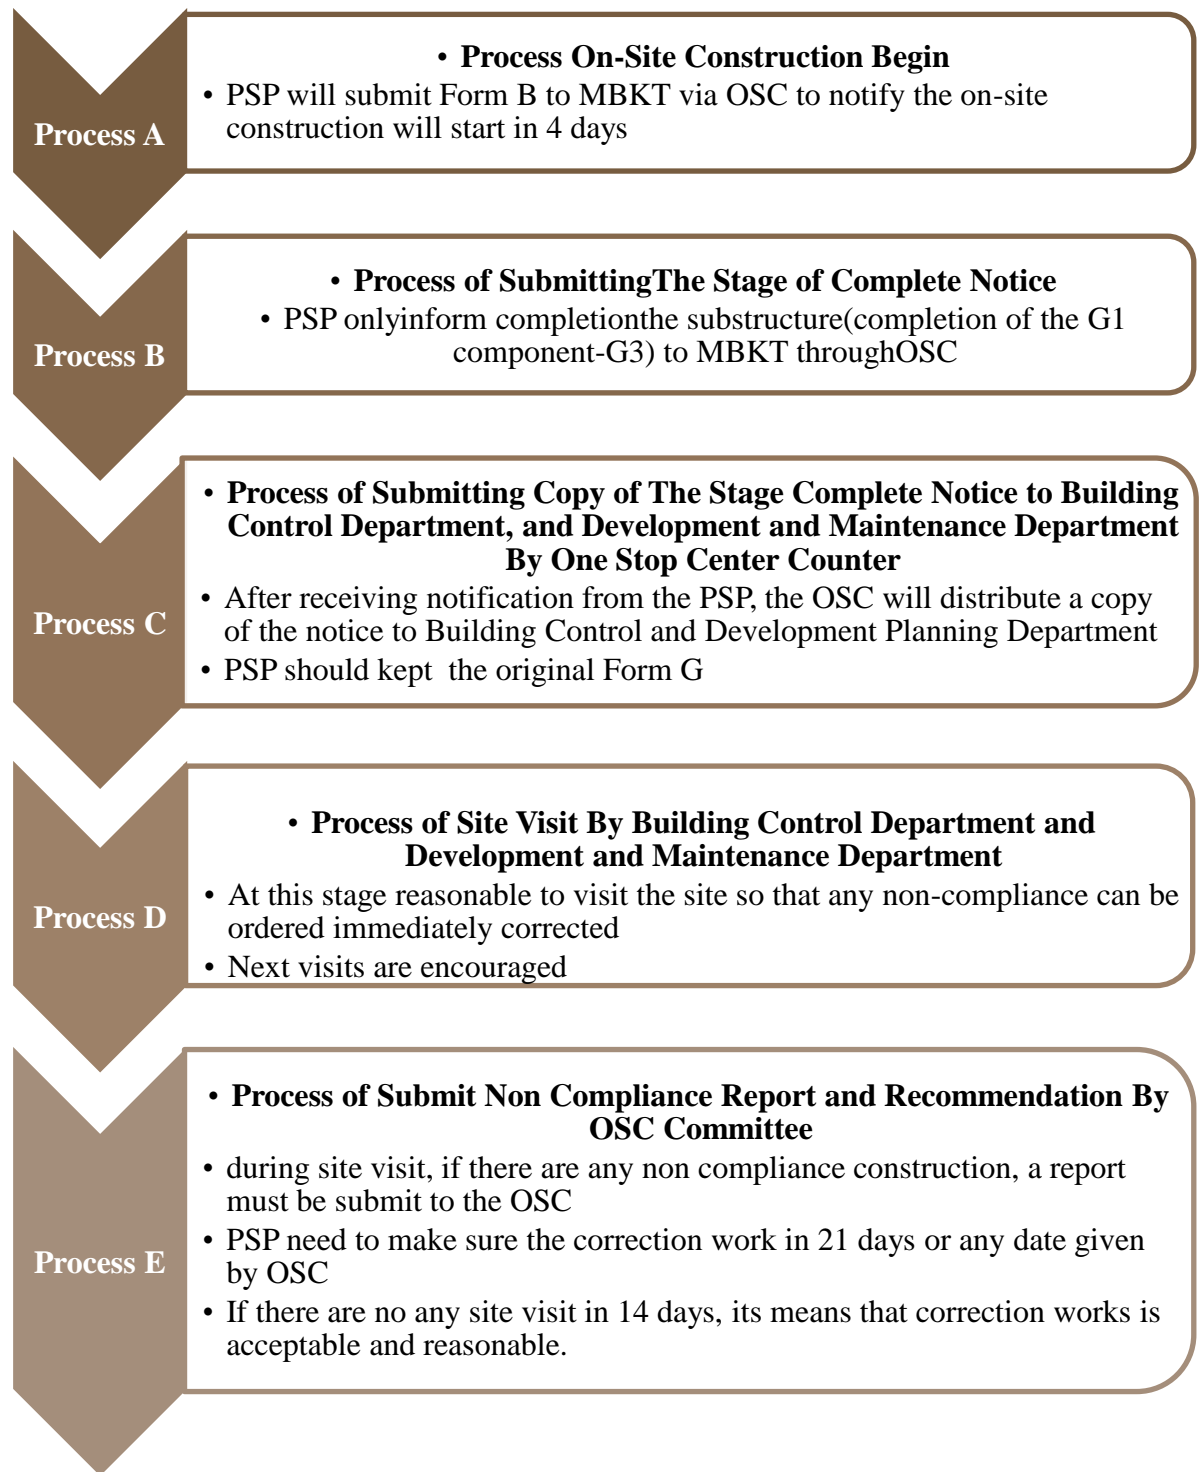 Process A
• Process On-Site Construction Begin
• PSP will submit Form B to MBKT via OSC to notify the on-site
construction will start in 4 days
Process B
• Process of SubmittingThe Stage of Complete Notice
• PSP onlyinform completionthe substructure(completion of the G1
component-G3) to MBKT throughOSC
Process C
• Process of Submitting Copy of The Stage Complete Notice to Building
Control Department, and Development and Maintenance Department
By One Stop Center Counter
• After receiving notification from the PSP, the OSC will distribute a copy
of the notice to Building Control and Development Planning Department
• PSP should kept the original Form G
Process D
• Process of Site Visit By Building Control Department and
Development and Maintenance Department
• At this stage reasonable to visit the site so that any non-compliance can be
ordered immediately corrected
• Next visits are encouraged
Process E
• Process of Submit Non Compliance Report and Recommendation By
OSC Committee
• during site visit, if there are any non compliance construction, a report
must be submit to the OSC
• PSP need to make sure the correction work in 21 days or any date given
by OSC
• If there are no any site visit in 14 days, its means that correction works is
acceptable and reasonable.